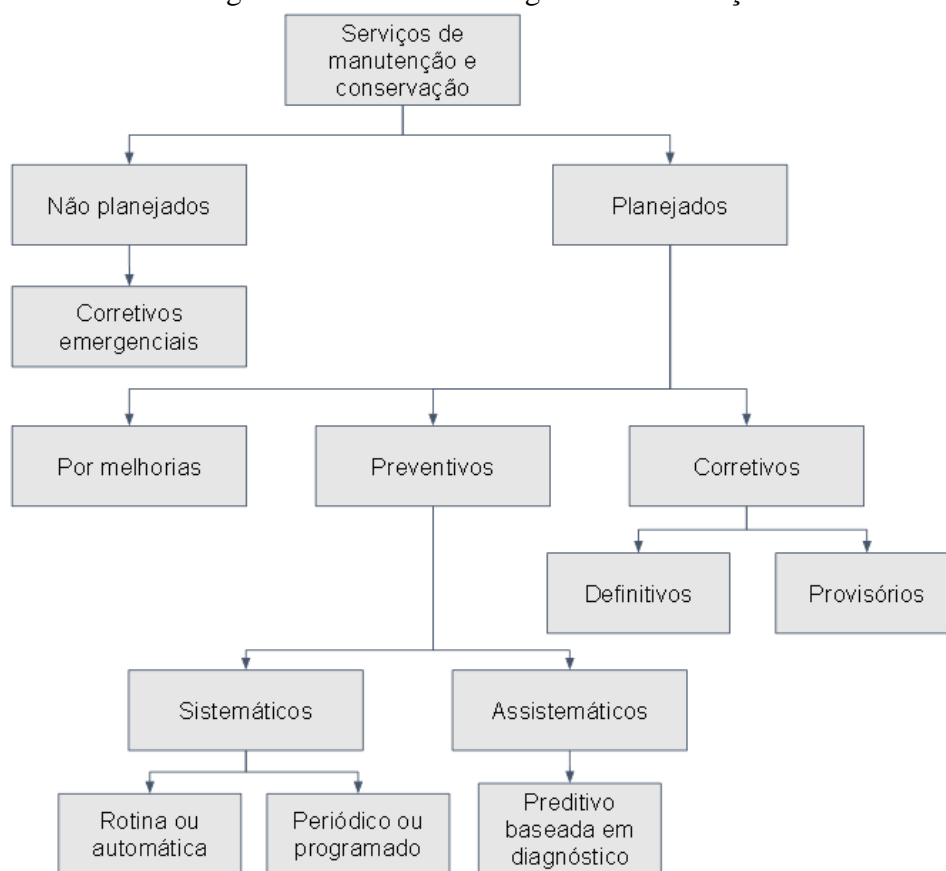 Serviços de
manutenção e
conservação
Não planejados
Planejados
Corretivos
emergenciais
Por melhorias
Preventivos
Corretivos
Definitivos
Provisórios
Sistemáticos
Assistemáticos
Rotina ou
automática
Periódico ou
programado
Preditivo
baseada em
diagnóstico